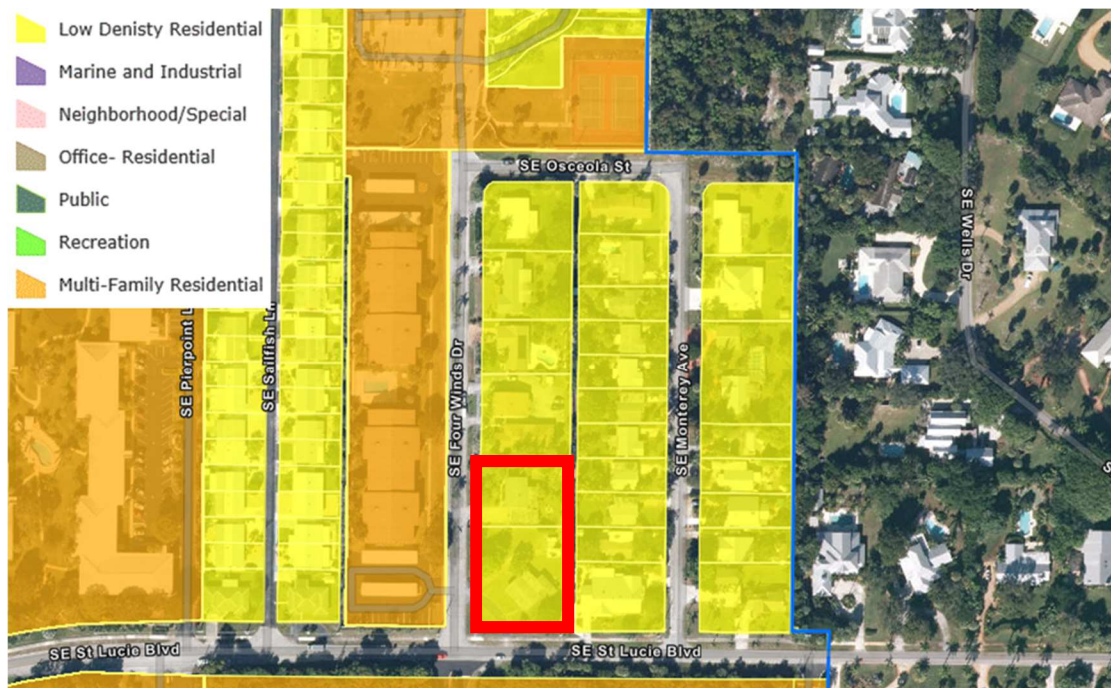 Low Denisty Residential
Marine and Industrial
Neighborhood/Special
Office- Residential
Public
Recreation
Multi-Family Residential
SE Osceola St
SE Wells Dr
SE Pierpoint L
SE Sailfish Ln
SE Four Winds Dr
SE Monterey Ave
S
SE St Lucie Blvd
SE St Lucie Blvd